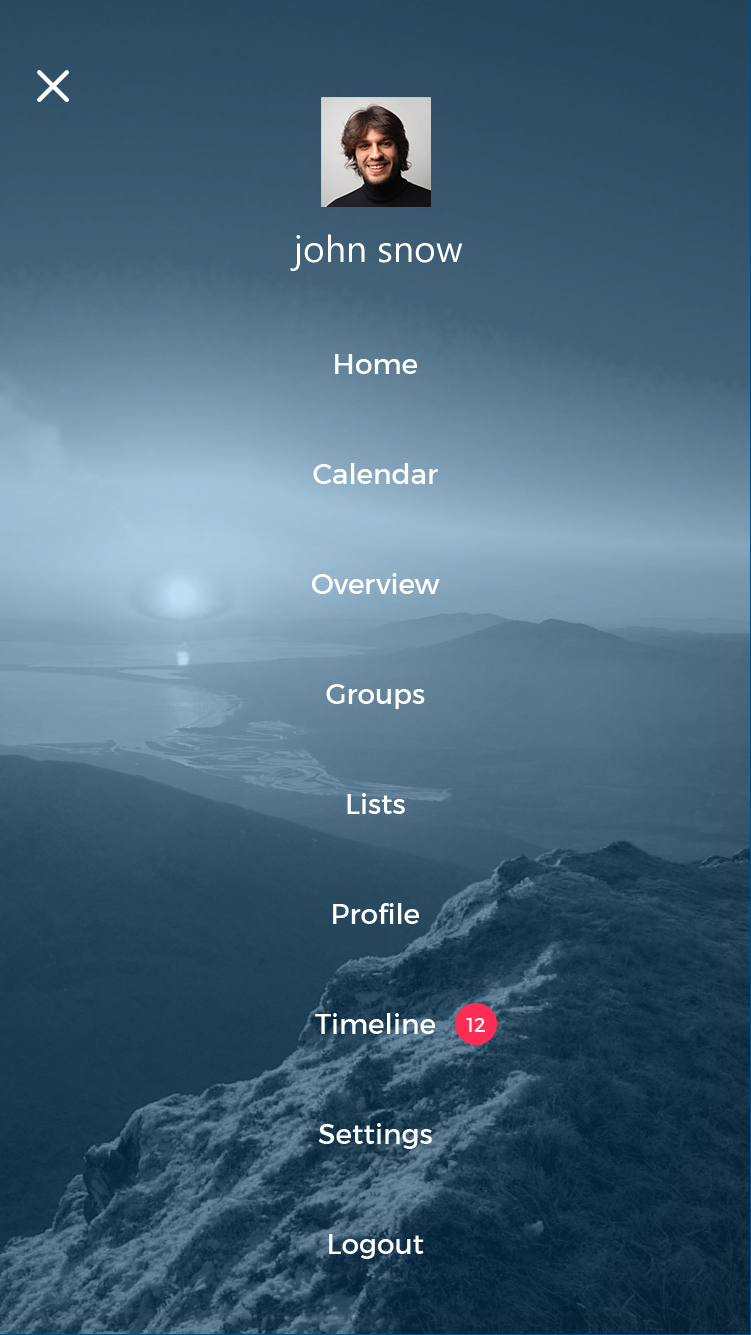 john snow
Home
Calendar
Overview
Groups
Lists
Profile
Timeline 12
Settings
Logout